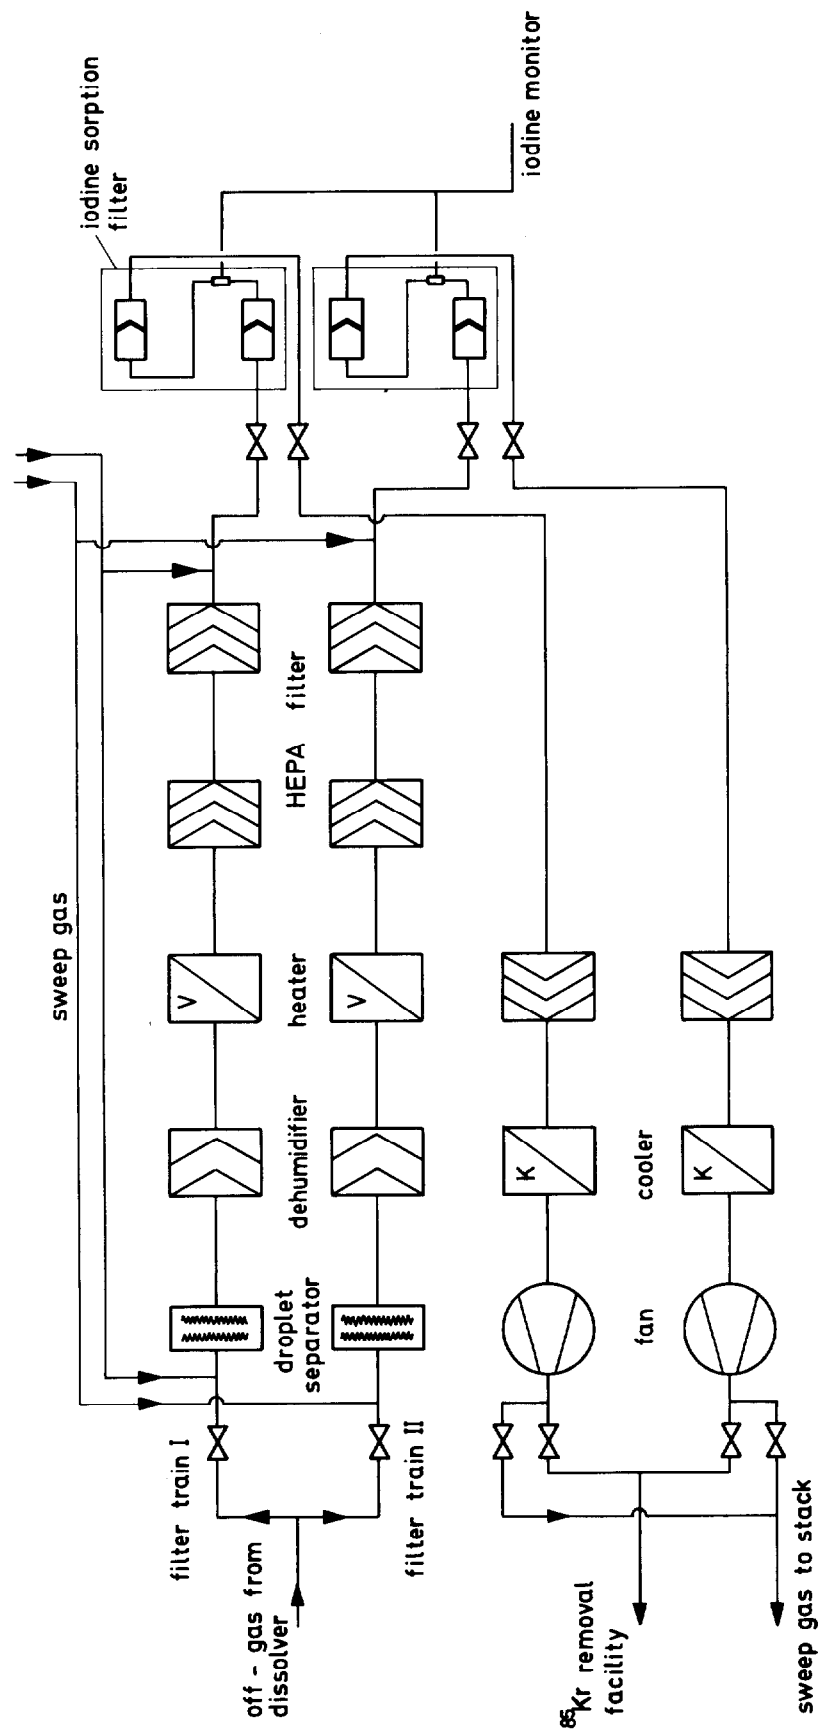 iodine sorption
filter
iodine monitor
sweep gas
HEPA filter
V
heater
V
dehumidifier
droplet
separator
K
cooler
K
fan
filter train I
filter train II
off - gas from
dissolver
85Kr removal
facility
sweep gas to stack